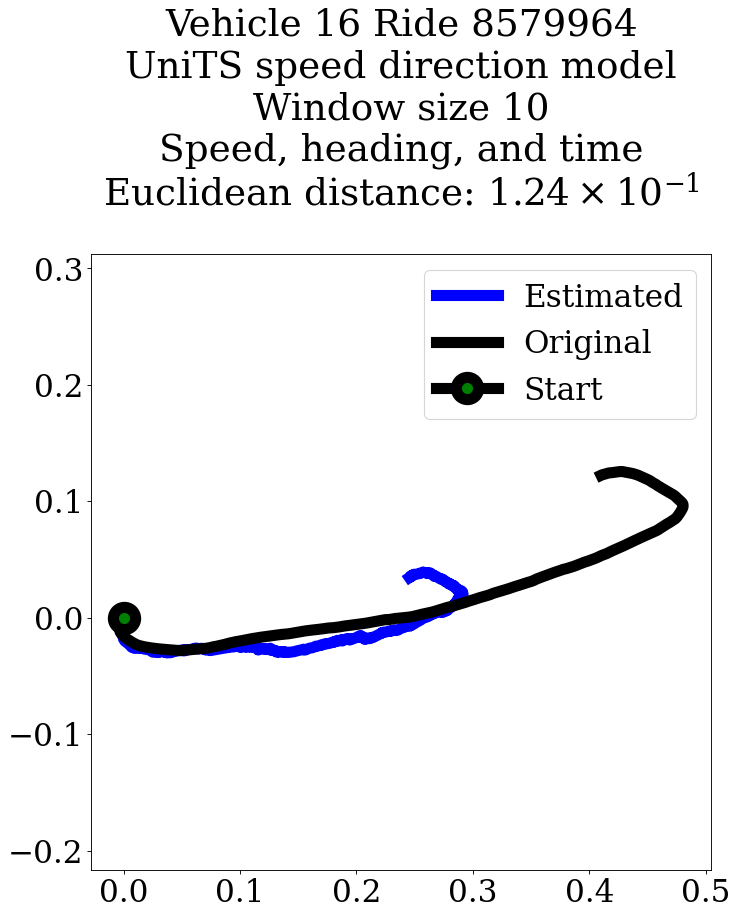 Vehicle 16 Ride 8579964
UniTS speed direction model
Window size 10
Speed, heading, and time
Euclidean distance: 1.24 × 10⁻¹
0.3
0.2
0.1
0.0
−0.1
−0.2
Estimated
Original
Start
0.0 0.1 0.2 0.3 0.4 0.5